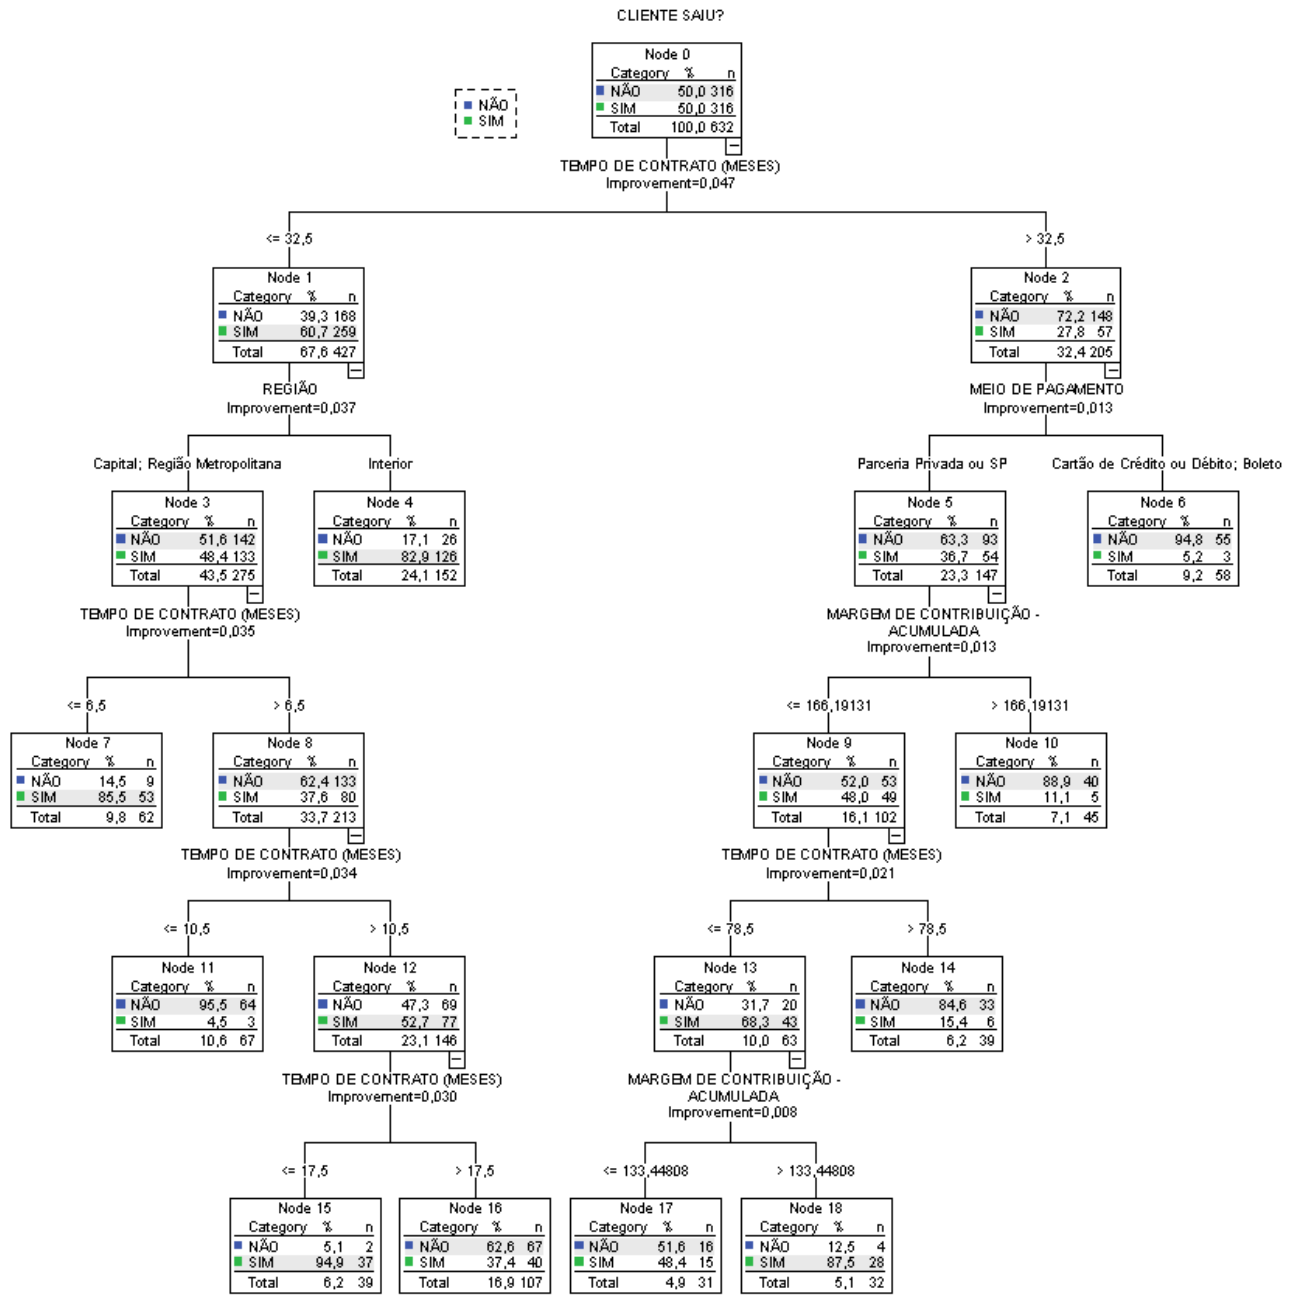 CLIENTE SAIU?
NÃO
SIM
Node 0
Category % n
NÃO 50,0 316
SIM 50,0 316
Total 100,0 632
TEMPO DE CONTRATO (MESES)
Improvement=0,047
<= 32,5
> 32,5
Node 1
Category % n
NÃO 39,3 168
SIM 60,7 259
Total 67,6 427
REGIÃO
Improvement=0,037
Node 2
Category % n
NÃO 72,2 148
SIM 27,8 57
Total 32,4 205
MEIO DE PAGAMENTO
Improvement=0,013
Capital; Região Metropolitana
Interior
Parceria Privada ou SP
Cartão de Crédito ou Débito; Boleto
Node 3
Category % n
NÃO 51,6 142
SIM 48,4 133
Total 43,5 275
TEMPO DE CONTRATO (MESES)
Improvement=0,035
Node 4
Category % n
NÃO 17,1 26
SIM 82,9 126
Total 24,1 152
Node 5
Category % n
NÃO 63,3 93
SIM 36,7 54
Total 23,3 147
MARGEM DE CONTRIBUIÇÃO -
ACUMULADA
Improvement=0,013
Node 6
Category % n
NÃO 94,8 55
SIM 5,2 3
Total 9,2 58
<= 6,5
> 6,5
<= 166,19131
> 166,19131
Node 7
Category % n
NÃO 14,5 9
SIM 85,5 53
Total 9,8 62
Node 8
Category % n
NÃO 62,4 133
SIM 37,6 80
Total 33,7 213
TEMPO DE CONTRATO (MESES)
Improvement=0,034
Node 9
Category % n
NÃO 52,0 53
SIM 48,0 49
Total 16,1 102
TEMPO DE CONTRATO (MESES)
Improvement=0,021
Node 10
Category % n
NÃO 88,9 40
SIM 11,1 5
Total 7,1 45
<= 10,5
> 10,5
<= 78,5
> 78,5
Node 11
Category % n
NÃO 95,5 64
SIM 4,5 3
Total 10,6 67
Node 12
Category % n
NÃO 47,3 69
SIM 52,7 77
Total 23,1 146
TEMPO DE CONTRATO (MESES)
Improvement=0,030
Node 13
Category % n
NÃO 31,7 20
SIM 68,3 43
Total 10,0 63
MARGEM DE CONTRIBUIÇÃO -
ACUMULADA
Improvement=0,008
Node 14
Category % n
NÃO 84,6 33
SIM 15,4 6
Total 6,2 39
<= 17,5
> 17,5
<= 133,44808
> 133,44808
Node 15
Category % n
NÃO 5,1 2
SIM 94,9 37
Total 6,2 39
Node 16
Category % n
NÃO 62,6 67
SIM 37,4 40
Total 16,9 107
Node 17
Category % n
NÃO 51,6 16
SIM 48,4 15
Total 4,9 31
Node 18
Category % n
NÃO 12,5 4
SIM 87,5 28
Total 5,1 32